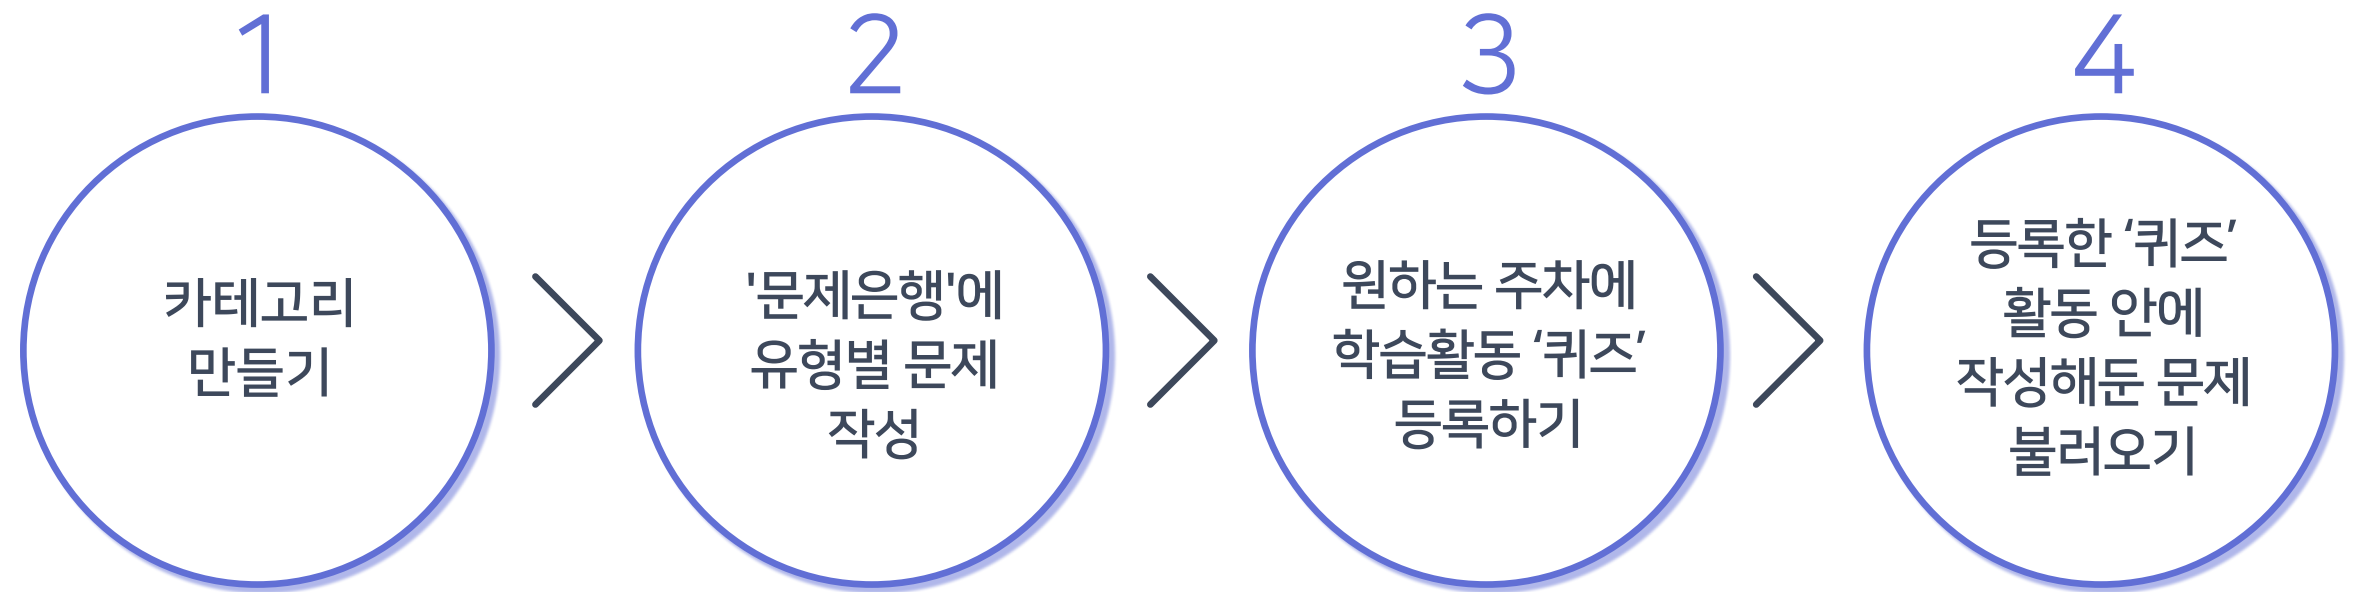 1
카테고리
만들기
2
'문제은행'에
유형별 문제
작성
3
원하는 주차에
학습활동 ‘퀴즈’
등록하기
4
등록한 ‘퀴즈’
활동 안에
작성해둔 문제
불러오기